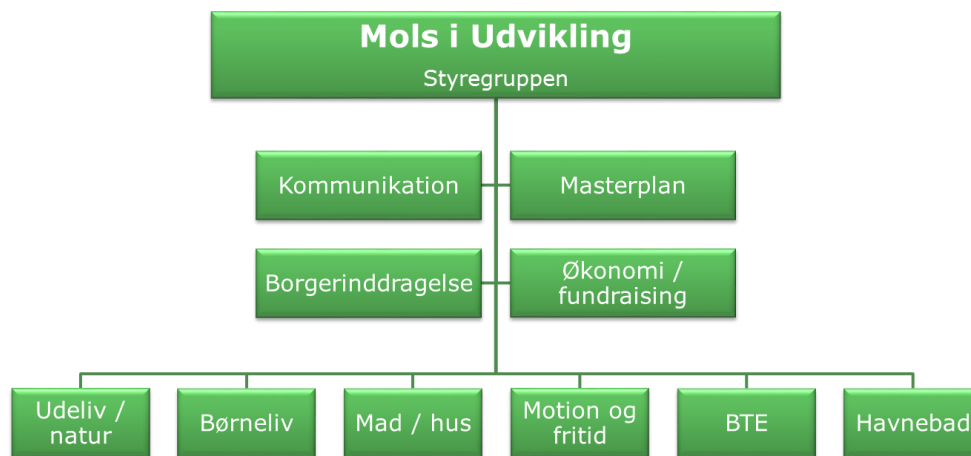 Mols i Udvikling
Styregruppen
Kommunikation
Masterplan
Borgerinddragelse
Økonomi /
fundraising
Udeliv /
natur
Børneliv
Mad / hus
Motion og
fritid
BTE
Havnebad